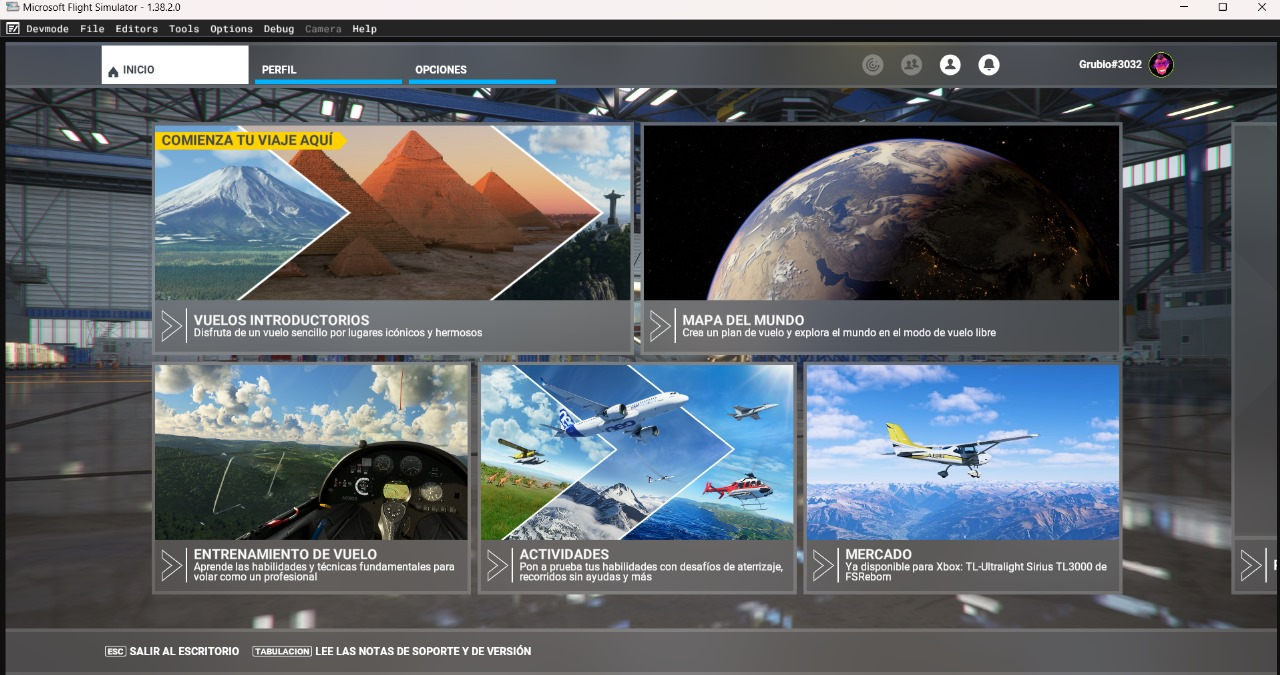 Microsoft Flight Simulator - 1.38.2.0
Devmode File Editors Tools Options Debug Camera Help
INICIO
PERFIL
OPCIONES
Grubio#3032
COMIENZA TU VIAJE AQUÍ
VUELOS INTRODUCTORIOS
Disfruta de un vuelo sencillo por lugares icónicos y hermosos
MAPA DEL MUNDO
Crea un plan de vuelo y explora el mundo en el modo de vuelo libre
ENTRENAMIENTO DE VUELO
Aprende las habilidades y técnicas fundamentales para
volar como un profesional
ACTIVIDADES
Pon a prueba tus habilidades con desafíos de aterrizaje,
recorridos sin ayudas y más
MERCADO
Ya disponible para Xbox: TL-Ultralight Sirius TL3000 de
FSReborn
ESC SALIR AL ESCRITORIO
TABULACION LEE LAS NOTAS DE SOPORTE Y DE VERSIÓN